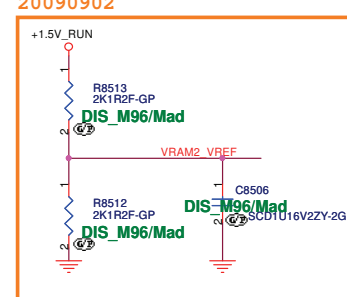 20090902
+1.5V_RUN
1
R8513
2K1R2F-GP
DIS_M96/Mad
2
G/P
VRAM2_VREF
1
R8512
2K1R2F-GP
DIS_M96/Mad
2
G/P
1
C8506
DIS_M96/Mad
2
G/P
SCD1U16V2ZY-2G